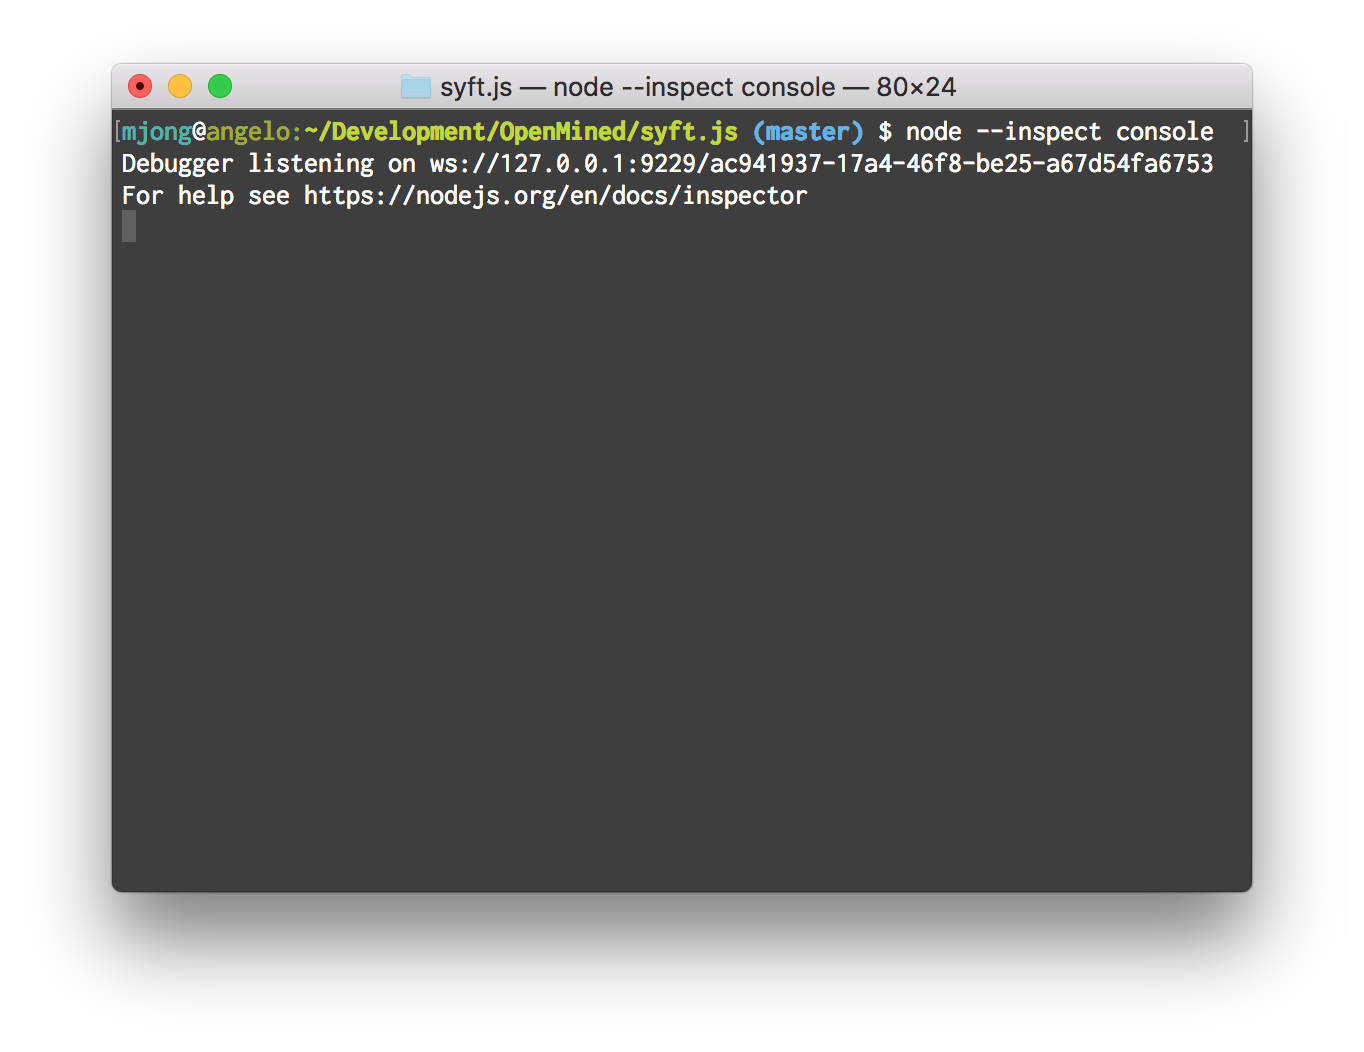 syft.js — node --inspect console — 80×24
[mjong@angelo:~/Development/OpenMined/syft.js (master) $ node --inspect console ]
Debugger listening on ws://127.0.0.1:9229/ac941937-17a4-46f8-be25-a67d54fa6753
For help see https://nodejs.org/en/docs/inspector